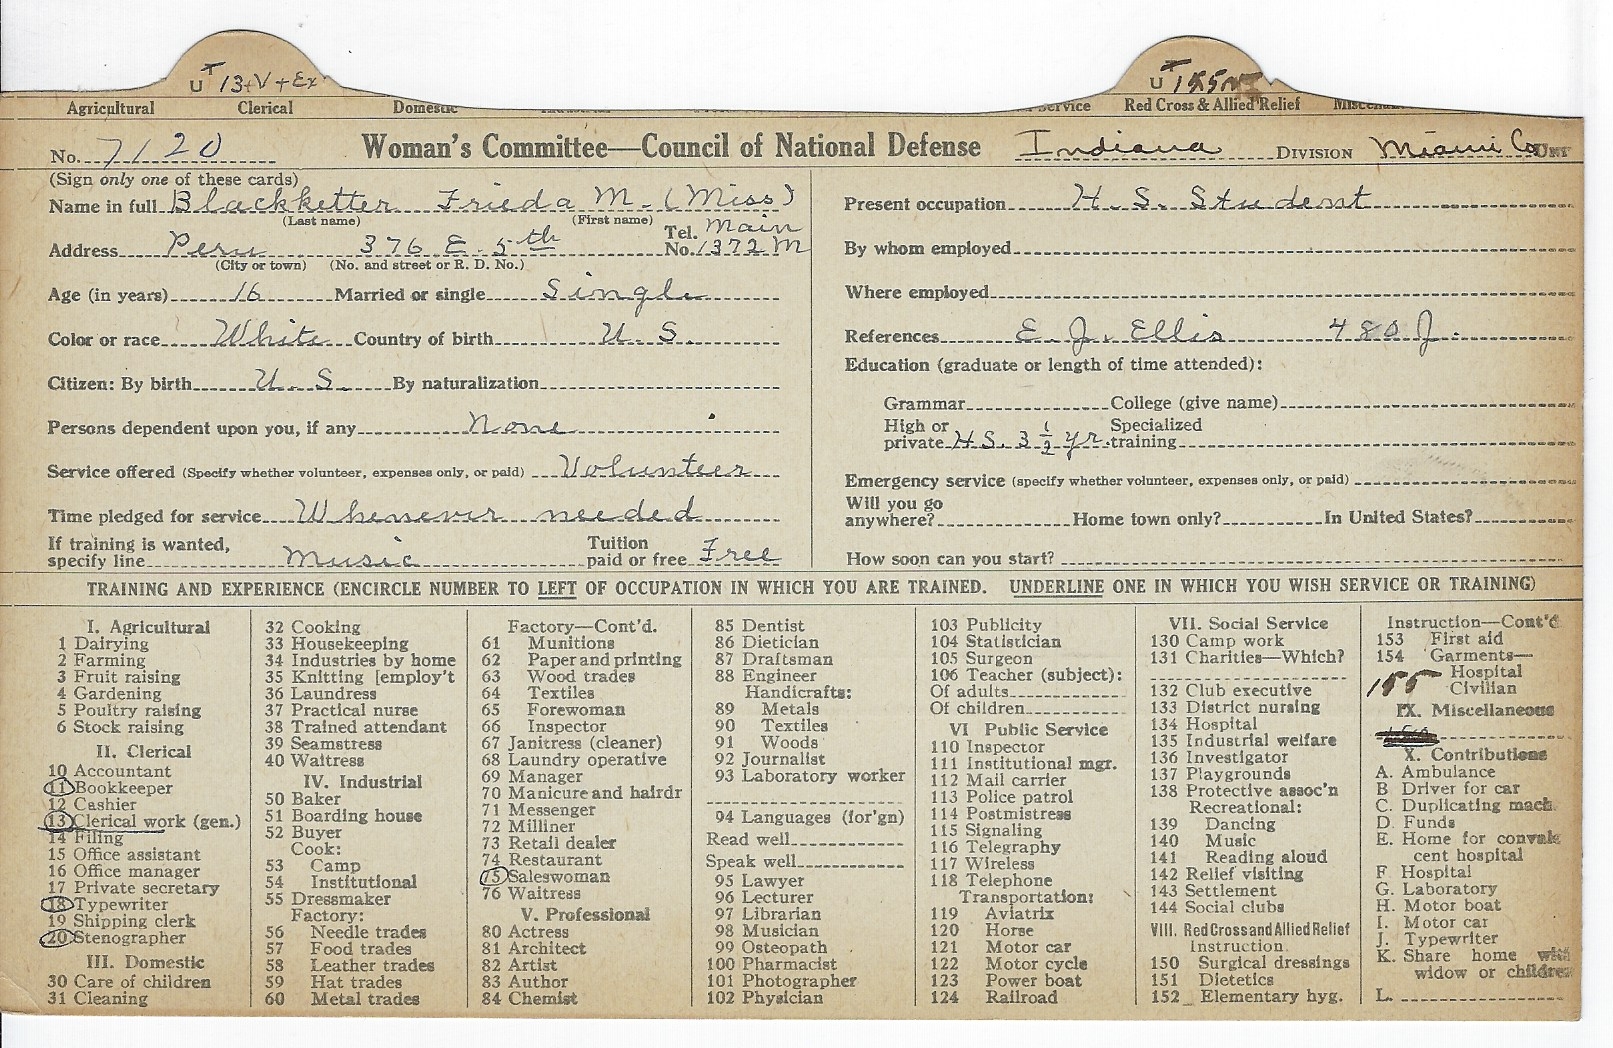 UT 13+V+Ex UT 155
Agricultural Clerical Domestic Service Red Cross & Allied Relief
No. 7120 Woman's Committee—Council of National Defense Indiana DIVISION Miami Co UNIT
(Sign only one of these cards)
Name in full Blackketter Frieda M. (Miss)
(Last name) (First name)
Address Peru 376 E. 5th Tel. No. Main 1372 M
(City or town) (No. and street or R. D. No.)
Age (in years) 16 Married or single Single
Color or race White Country of birth U. S.
Citizen: By birth U. S. By naturalization
Persons dependent upon you, if any None
Service offered (Specify whether volunteer, expenses only, or paid) Volunteer
Time pledged for service Whenever needed
If training is wanted, specify line Music Tuition paid or free Free
Present occupation H. S. Student
By whom employed
Where employed
References E. J. Ellis 480 J.
Education (graduate or length of time attended):
Grammar College (give name)
High or private H.S. 3 1/2 yr. Specialized training
Emergency service (specify whether volunteer, expenses only, or paid)
Will you go anywhere? Home town only? In United States?
How soon can you start?
TRAINING AND EXPERIENCE (ENCIRCLE NUMBER TO LEFT OF OCCUPATION IN WHICH YOU ARE TRAINED. UNDERLINE ONE IN WHICH YOU WISH SERVICE OR TRAINING)
I. Agricultural
1 Dairying
2 Farming
3 Fruit raising
4 Gardening
5 Poultry raising
6 Stock raising
II. Clerical
10 Accountant
11 Bookkeeper
12 Cashier
13 Clerical work (gen.)
14 Filing
15 Office assistant
16 Office manager
17 Private secretary
18 Typewriter
19 Shipping clerk
20 Stenographer
III. Domestic
30 Care of children
31 Cleaning
32 Cooking
33 Housekeeping
34 Industries by home
35 Knitting [employ't
36 Laundress
37 Practical nurse
38 Trained attendant
39 Seamstress
40 Waitress
IV. Industrial
50 Baker
51 Boarding house
52 Buyer
Cook:
53 Camp
54 Institutional
55 Dressmaker
Factory:
56 Needle trades
57 Food trades
58 Leather trades
59 Hat trades
60 Metal trades
Factory—Cont'd.
61 Munitions
62 Paper and printing
63 Wood trades
64 Textiles
65 Forewoman
66 Inspector
67 Janitress (cleaner)
68 Laundry operative
69 Manager
70 Manicure and hairdr
71 Messenger
72 Milliner
73 Retail dealer
74 Restaurant
75 Saleswoman
76 Waitress
V. Professional
80 Actress
81 Architect
82 Artist
83 Author
84 Chemist
85 Dentist
86 Dietician
87 Draftsman
88 Engineer
Handicrafts:
89 Metals
90 Textiles
91 Woods
92 Journalist
93 Laboratory worker
94 Languages (for'gn)
Read well
Speak well
95 Lawyer
96 Lecturer
97 Librarian
98 Musician
99 Osteopath
100 Pharmacist
101 Photographer
102 Physician
103 Publicity
104 Statistician
105 Surgeon
106 Teacher (subject):
Of adults
Of children
VI Public Service
110 Inspector
111 Institutional mgr.
112 Mail carrier
113 Police patrol
114 Postmistress
115 Signaling
116 Telegraphy
117 Wireless
118 Telephone
Transportation:
119 Aviatrix
120 Horse
121 Motor car
122 Motor cycle
123 Power boat
124 Railroad
VII. Social Service
130 Camp work
131 Charities—Which?
132 Club executive
133 District nursing
134 Hospital
135 Industrial welfare
136 Investigator
137 Playgrounds
138 Protective assoc'n
Recreational:
139 Dancing
140 Music
141 Reading aloud
142 Relief visiting
143 Settlement
144 Social clubs
VIII. Red Cross and Allied Relief
Instruction
150 Surgical dressings
151 Dietetics
152 Elementary hyg.
Instruction—Cont'd
153 First aid
154 Garments—
155 Hospital
Civilian
IX. Miscellaneous
X. Contributions
A. Ambulance
B Driver for car
C. Duplicating mach.
D. Funds
E. Home for convales
cent hospital
F. Hospital
G. Laboratory
H. Motor boat
I. Motor car
J. Typewriter
K. Share home with
widow or children
L.